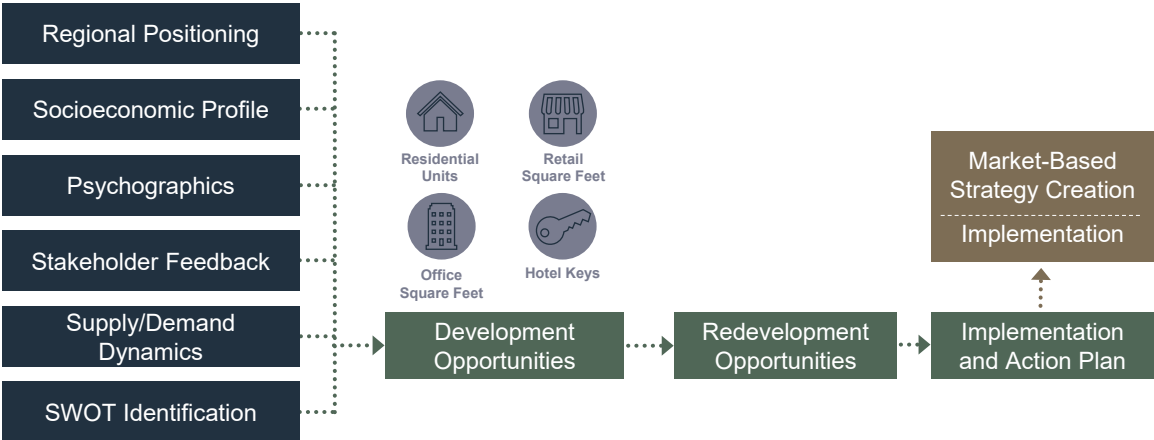 Regional Positioning
Socioeconomic Profile
Psychographics
Stakeholder Feedback
Supply/Demand
Dynamics
SWOT Identification
Residential
Units
Retail
Square Feet
Office
Square Feet
Hotel Keys
Development
Opportunities
Redevelopment
Opportunities
Implementation
and Action Plan
Market-Based
Strategy Creation
Implementation